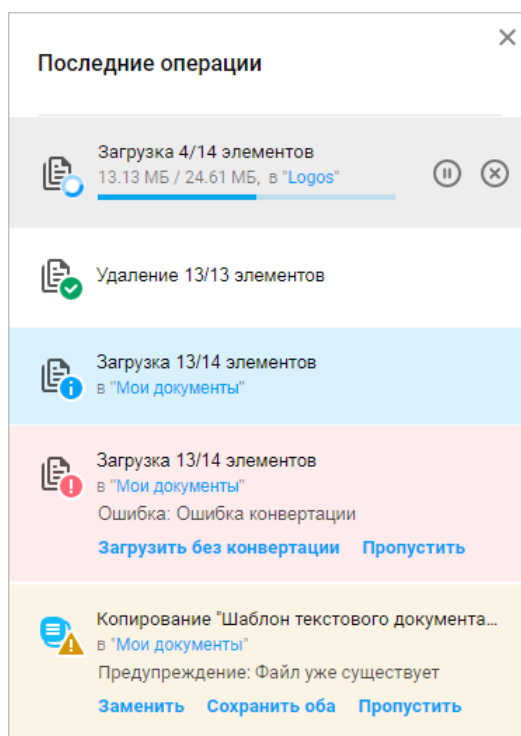 Последние операции
Загрузка 4/14 элементов
13.13 МБ / 24.61 МБ, в "Logos"
Удаление 13/13 элементов
Загрузка 13/14 элементов
в "Мои документы"
Загрузка 13/14 элементов
в "Мои документы"
Ошибка: Ошибка конвертации
Загрузить без конвертации Пропустить
Копирование "Шаблон текстового документа...
в "Мои документы"
Предупреждение: Файл уже существует
Заменить Сохранить оба Пропустить